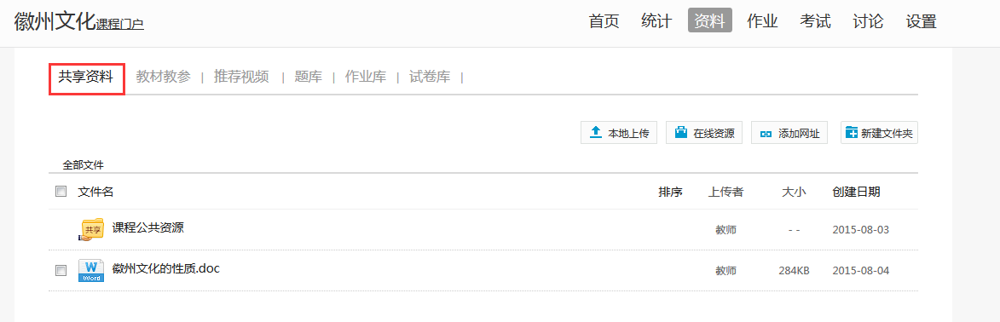 徽州文化课程门户 首页 统计 资料 作业 考试 讨论 设置
共享资料 教材教参 | 推荐视频 | 题库 | 作业库 | 试卷库 |
本地上传 在线资源 添加网址 新建文件夹
全部文件
文件名 排序 上传者 大小 创建日期
共享 课程公共资源 教师 - - 2015-08-03
W Word 徽州文化的性质.doc 教师 284KB 2015-08-04